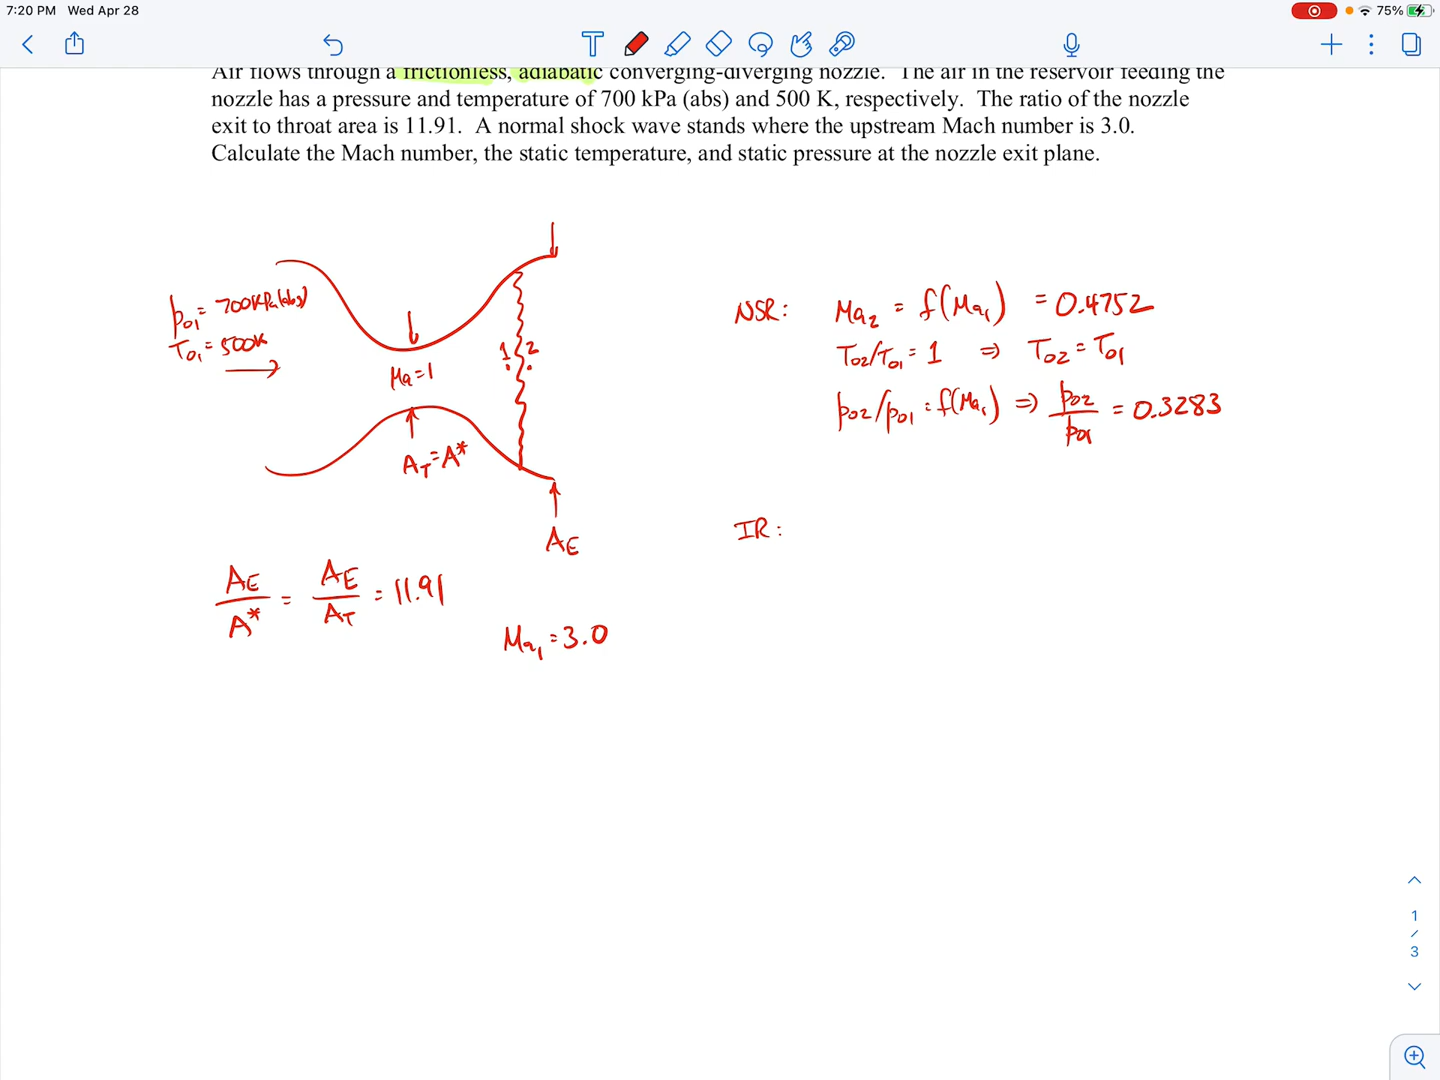 7:20 PM Wed Apr 28
75%
Air flows through a frictionless, adiabatic converging-diverging nozzle. The air in the reservoir feeding the
nozzle has a pressure and temperature of 700 kPa (abs) and 500 K, respectively. The ratio of the nozzle
exit to throat area is 11.91. A normal shock wave stands where the upstream Mach number is 3.0.
Calculate the Mach number, the static temperature, and static pressure at the nozzle exit plane.
p01 = 700kPa(abs)
T01 = 500K
Ma=1
1 2
AT=A*
AE
AE/A* = AE/AT = 11.91
Ma1=3.0
NSR: Ma2 = f(Ma1) = 0.4752
T02/T01 = 1 ⇒ T02 = T01
p02/p01 = f(Ma1) ⇒ p02/p01 = 0.3283
IR:
1
/
3